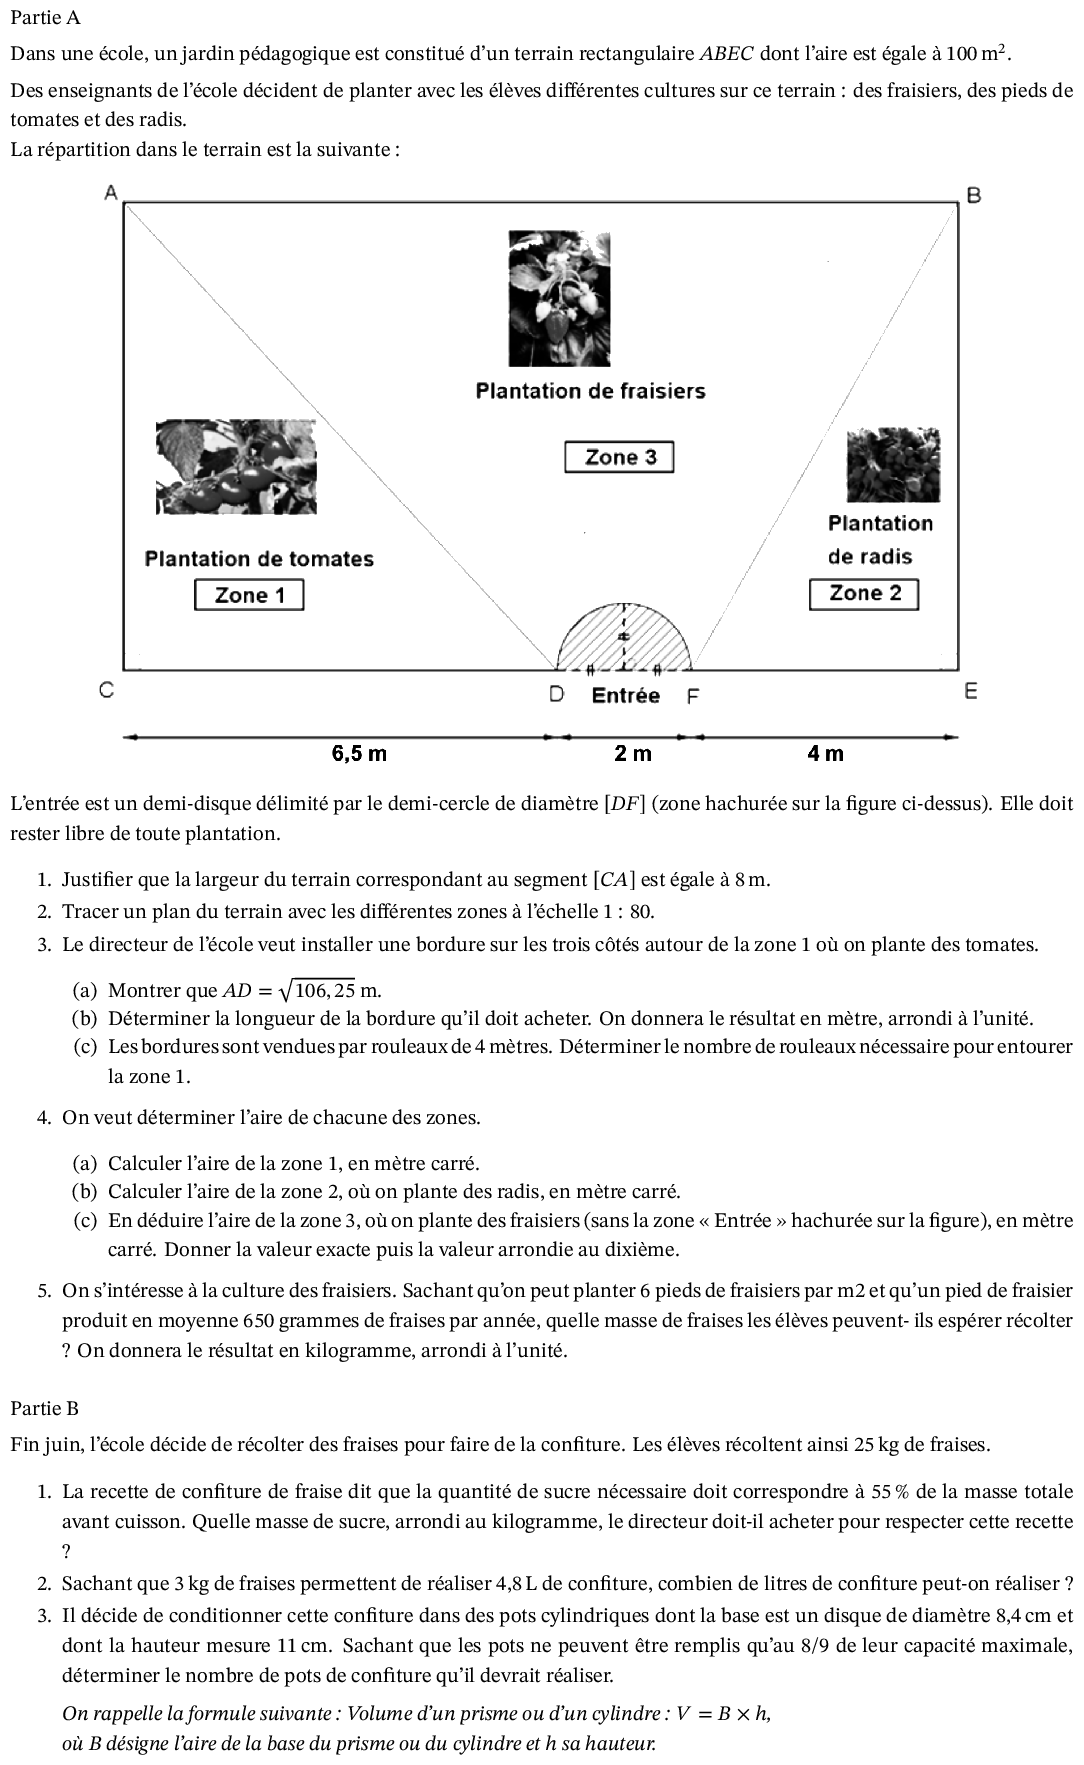 Partie A
Dans une école, un jardin pédagogique est constitué d'un terrain rectangulaire ABEC dont l'aire est égale à 100 m².
Des enseignants de l'école décident de planter avec les élèves différentes cultures sur ce terrain : des fraisiers, des pieds de
tomates et des radis.
La répartition dans le terrain est la suivante :
A
B
Plantation de fraisiers
Zone 3
Plantation
de radis
Plantation de tomates
Zone 1
Zone 2
C
D
Entrée
F
E
6,5 m
2 m
4 m
L'entrée est un demi-disque délimité par le demi-cercle de diamètre [DF] (zone hachurée sur la figure ci-dessus). Elle doit
rester libre de toute plantation.
1. Justifier que la largeur du terrain correspondant au segment [CA] est égale à 8 m.
2. Tracer un plan du terrain avec les différentes zones à l'échelle 1 : 80.
3. Le directeur de l'école veut installer une bordure sur les trois côtés autour de la zone 1 où on plante des tomates.
(a) Montrer que AD = √106,25 m.
(b) Déterminer la longueur de la bordure qu'il doit acheter. On donnera le résultat en mètre, arrondi à l'unité.
(c) Les bordures sont vendues par rouleaux de 4 mètres. Déterminer le nombre de rouleaux nécessaire pour entourer
la zone 1.
4. On veut déterminer l'aire de chacune des zones.
(a) Calculer l'aire de la zone 1, en mètre carré.
(b) Calculer l'aire de la zone 2, où on plante des radis, en mètre carré.
(c) En déduire l'aire de la zone 3, où on plante des fraisiers (sans la zone « Entrée » hachurée sur la figure), en mètre
carré. Donner la valeur exacte puis la valeur arrondie au dixième.
5. On s'intéresse à la culture des fraisiers. Sachant qu'on peut planter 6 pieds de fraisiers par m2 et qu'un pied de fraisier
produit en moyenne 650 grammes de fraises par année, quelle masse de fraises les élèves peuvent- ils espérer récolter
? On donnera le résultat en kilogramme, arrondi à l'unité.
Partie B
Fin juin, l'école décide de récolter des fraises pour faire de la confiture. Les élèves récoltent ainsi 25 kg de fraises.
1. La recette de confiture de fraise dit que la quantité de sucre nécessaire doit correspondre à 55 % de la masse totale
avant cuisson. Quelle masse de sucre, arrondi au kilogramme, le directeur doit-il acheter pour respecter cette recette
?
2. Sachant que 3 kg de fraises permettent de réaliser 4,8 L de confiture, combien de litres de confiture peut-on réaliser ?
3. Il décide de conditionner cette confiture dans des pots cylindriques dont la base est un disque de diamètre 8,4 cm et
dont la hauteur mesure 11 cm. Sachant que les pots ne peuvent être remplis qu'au 8/9 de leur capacité maximale,
déterminer le nombre de pots de confiture qu'il devrait réaliser.
On rappelle la formule suivante : Volume d'un prisme ou d'un cylindre : V = B × h,
où B désigne l'aire de la base du prisme ou du cylindre et h sa hauteur.